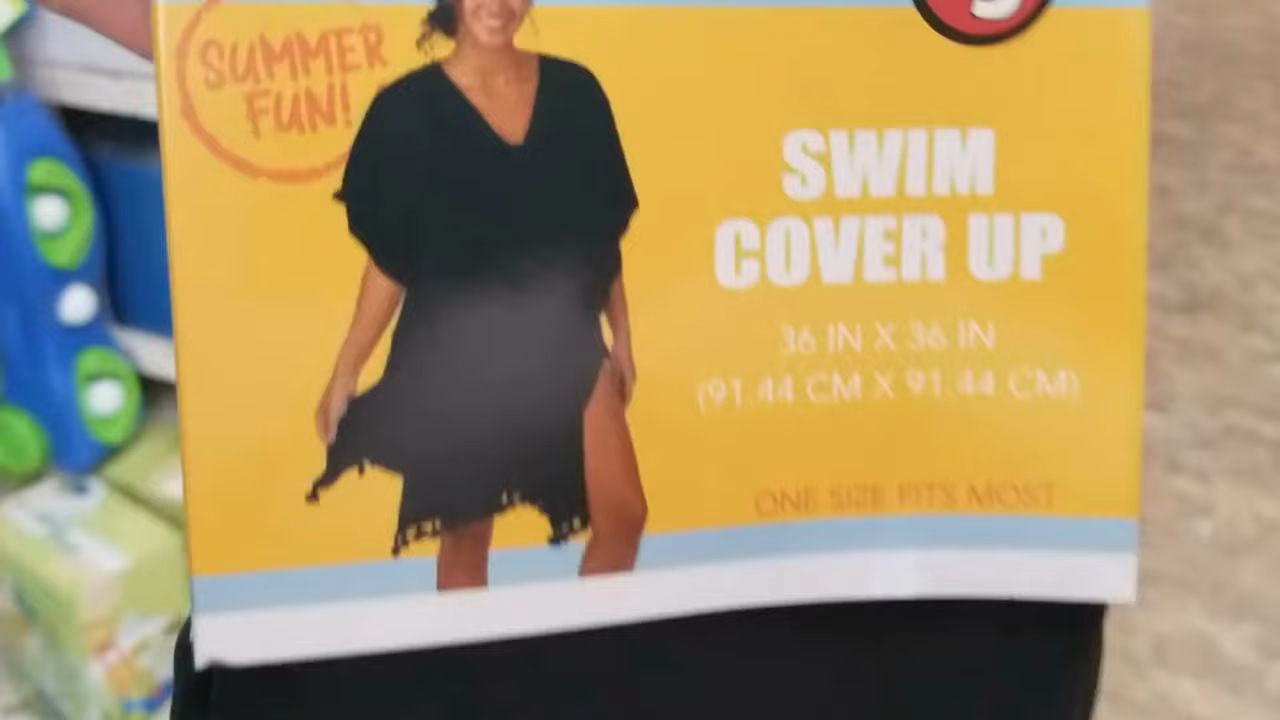 SUMMER
FUN!
SWIM
COVER UP
36 IN X 36 IN
(91.44 CM X 91.44 CM)
ONE SIZE FITS MOST